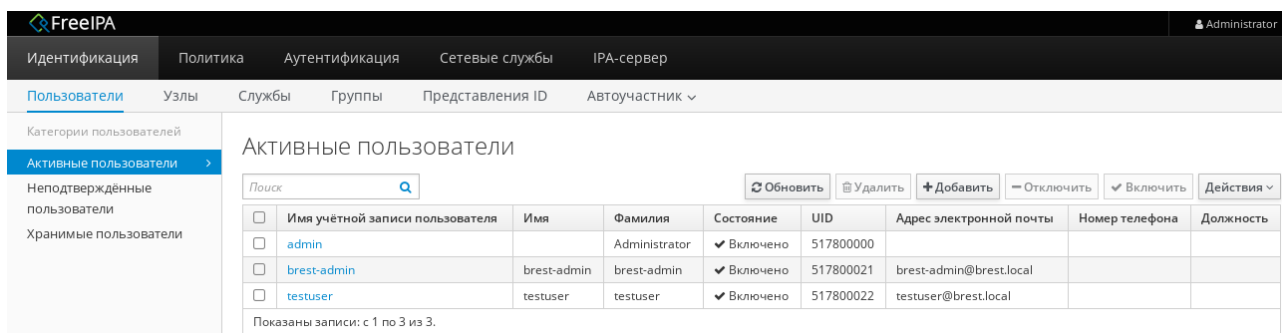 FreeIPA
Administrator
Идентификация Политика Аутентификация Сетевые службы IPA-сервер
Пользователи Узлы Службы Группы Представления ID Автоучастник
Категории пользователей
Активные пользователи
Неподтверждённые
пользователи
Хранимые пользователи
Активные пользователи
Поиск Обновить Удалить Добавить Отключить Включить Действия
Имя учётной записи пользователя Имя Фамилия Состояние UID Адрес электронной почты Номер телефона Должность
admin Administrator Включено 517800000
brest-admin brest-admin brest-admin Включено 517800021 brest-admin@brest.local
testuser testuser testuser Включено 517800022 testuser@brest.local
Показаны записи: с 1 по 3 из 3.